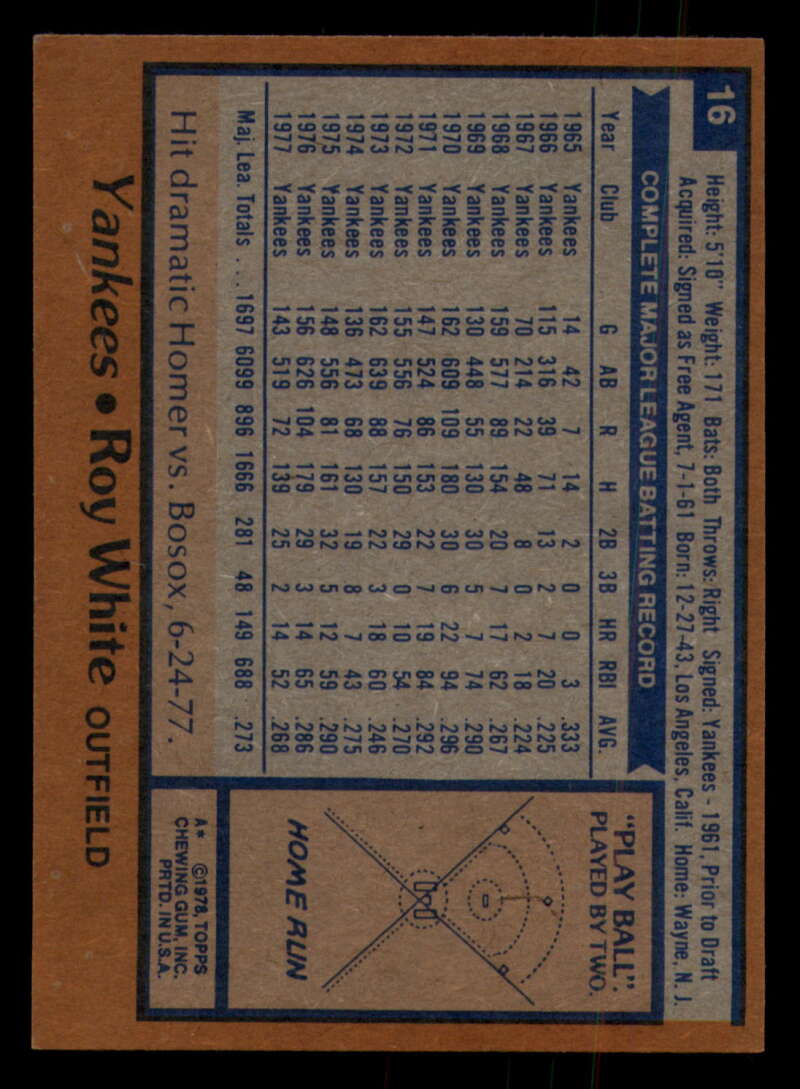 16
Height: 5'10" Weight: 171 Bats: Both Throws: Right Signed: Yankees - 1961, Prior to Draft
Acquired: Signed as Free Agent, 7-1-61 Born: 12-27-43, Los Angeles, Calif. Home: Wayne, N. J.
COMPLETE MAJOR LEAGUE BATTING RECORD
Year Club G AB R H 2B 3B HR RBI AVG.
1965 Yankees 14 42 7 14 2 0 0 3 .333
1966 Yankees 115 316 39 71 13 2 7 20 .225
1967 Yankees 70 214 22 48 8 0 2 18 .224
1968 Yankees 159 577 89 154 20 7 17 62 .267
1969 Yankees 130 448 55 130 30 5 7 74 .290
1970 Yankees 162 609 109 180 30 6 22 94 .296
1971 Yankees 147 524 86 153 22 7 19 84 .292
1972 Yankees 155 556 76 150 29 0 10 54 .270
1973 Yankees 162 639 88 157 22 3 18 60 .246
1974 Yankees 136 473 68 130 19 8 7 43 .275
1975 Yankees 148 556 81 161 32 5 12 59 .290
1976 Yankees 156 626 104 179 29 3 14 65 .286
1977 Yankees 143 519 72 139 25 2 14 52 .268
Maj. Lea. Totals ... 1697 6099 896 1666 281 48 149 688 .273
Hit dramatic Homer vs. Bosox, 6-24-77.
"PLAY BALL".
PLAYED BY TWO.
HOME RUN
A* ©1978, TOPPS
CHEWING GUM, INC.
PRTD. IN U.S.A.
Yankees • Roy White OUTFIELD